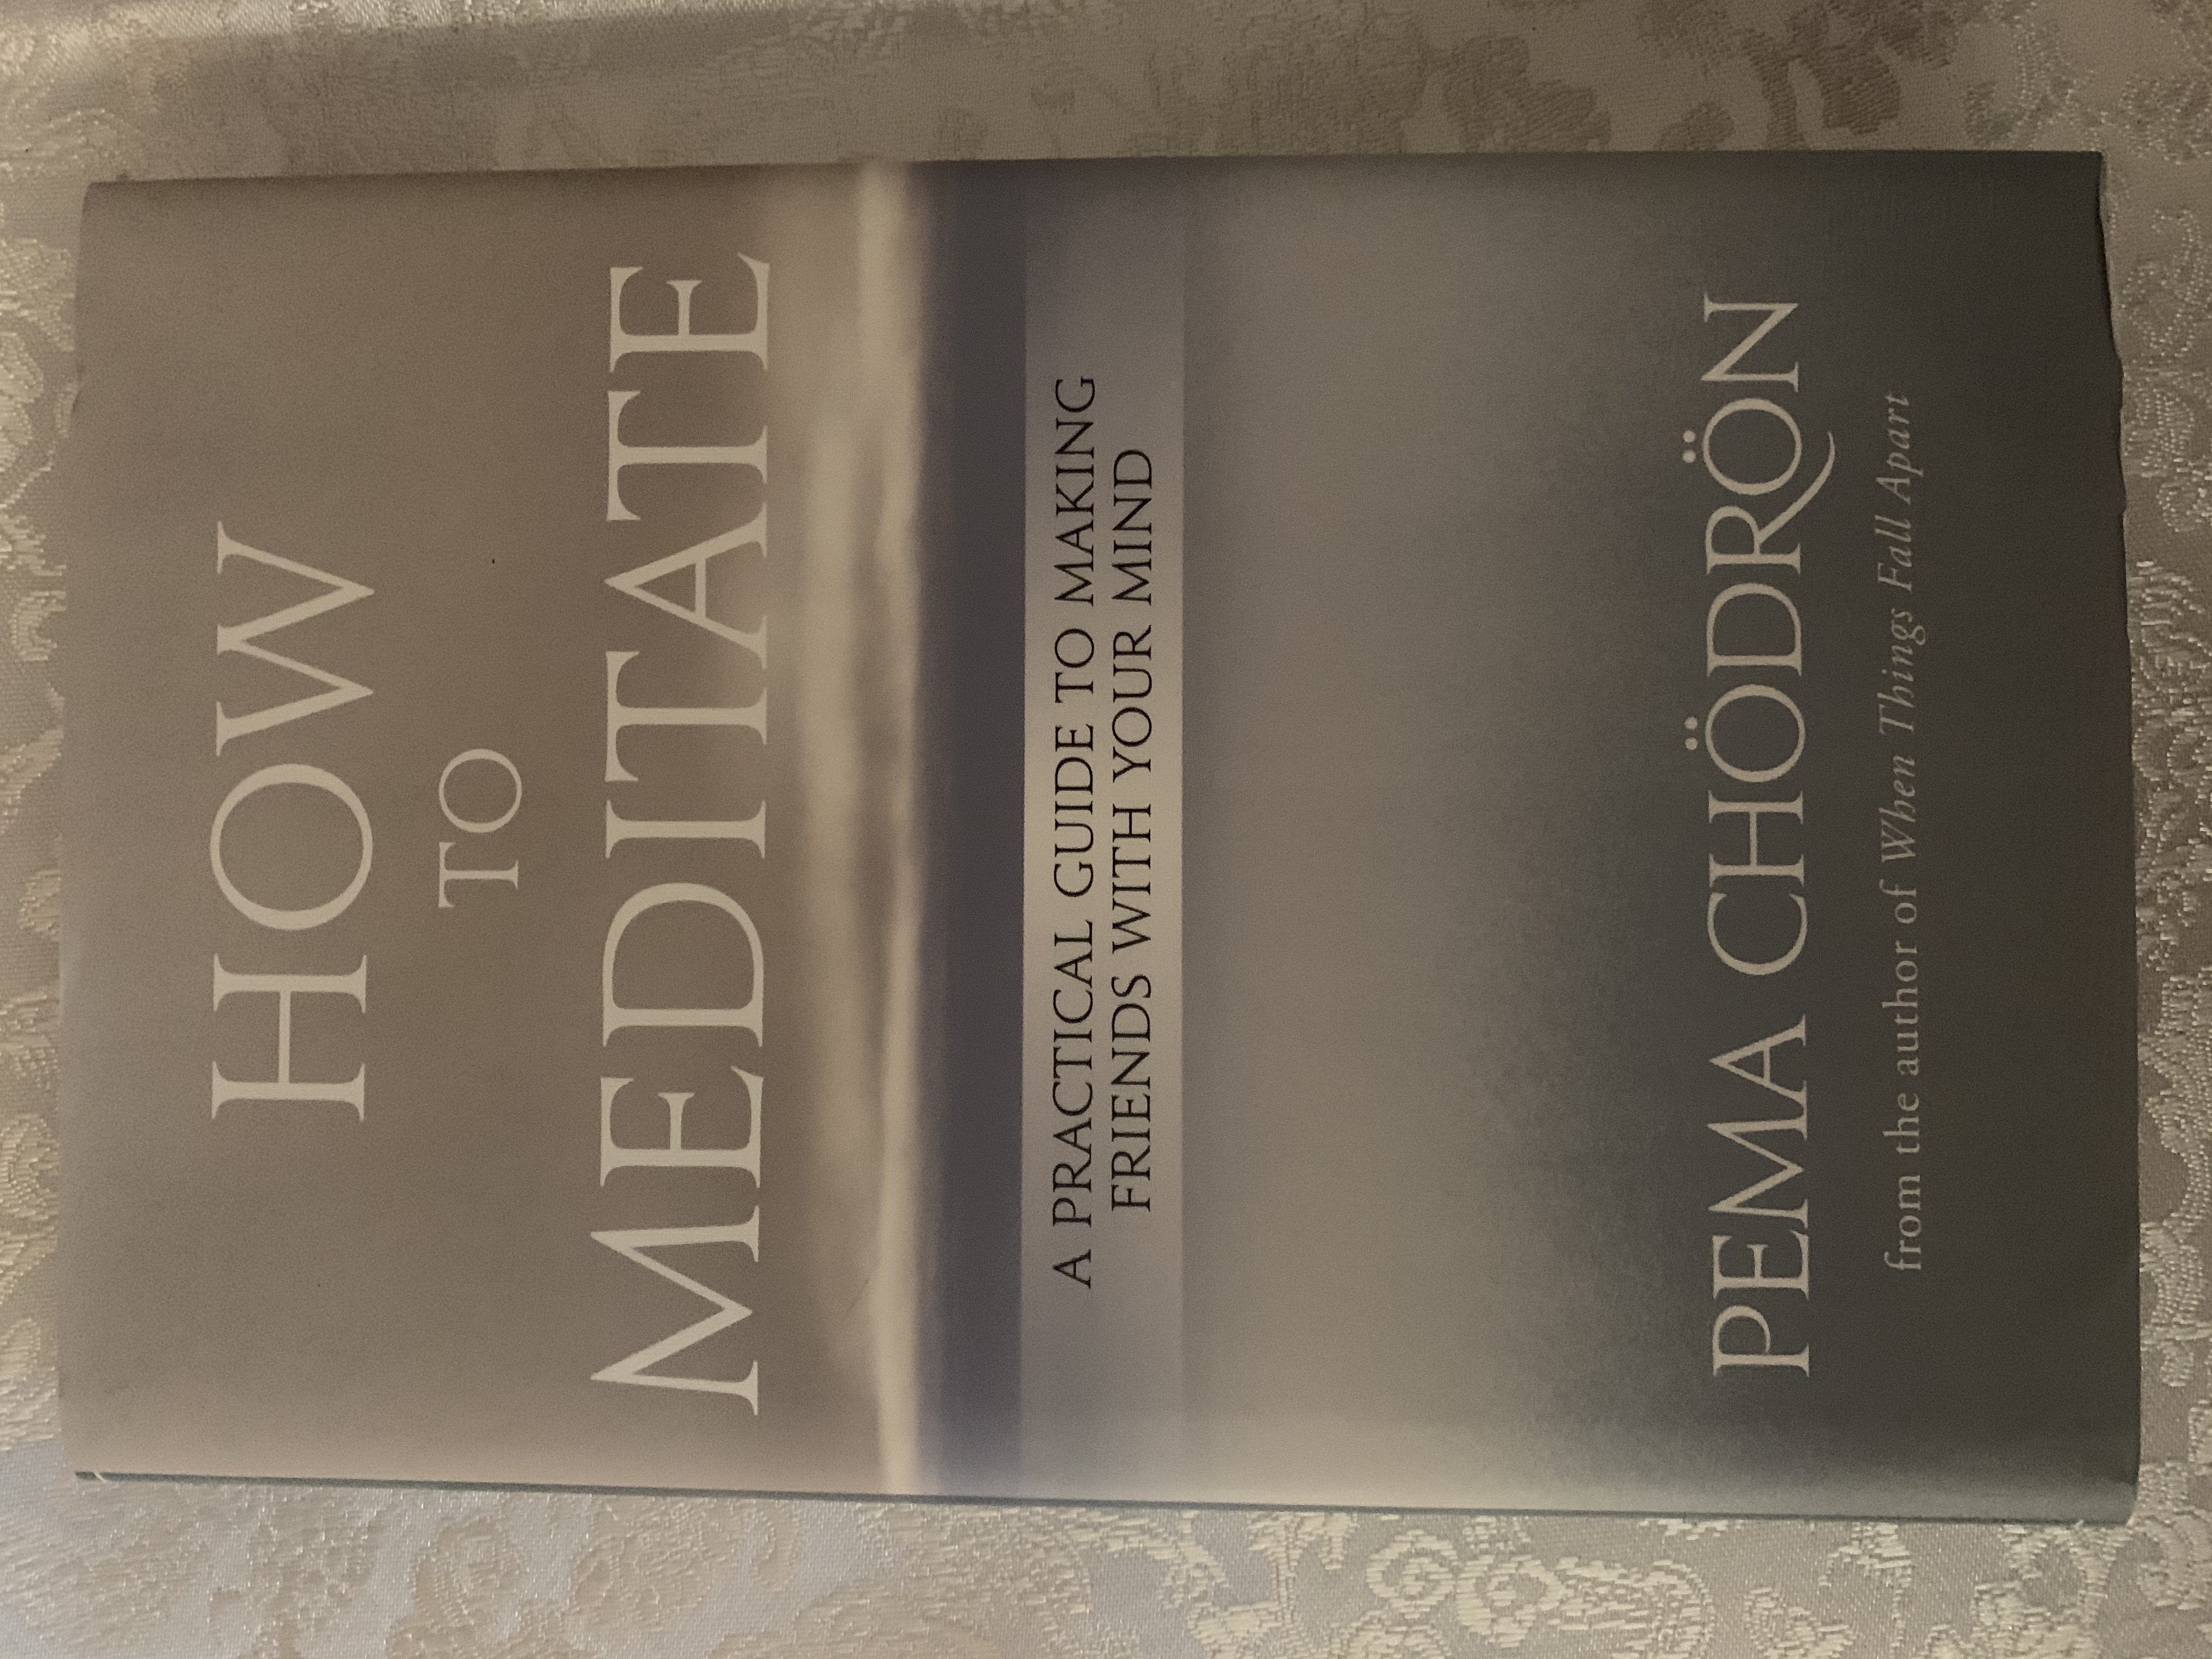 HOW
TO
MEDITATE
A PRACTICAL GUIDE TO MAKING
FRIENDS WITH YOUR MIND
PEMA CHÖDRÖN
from the author of When Things Fall Apart